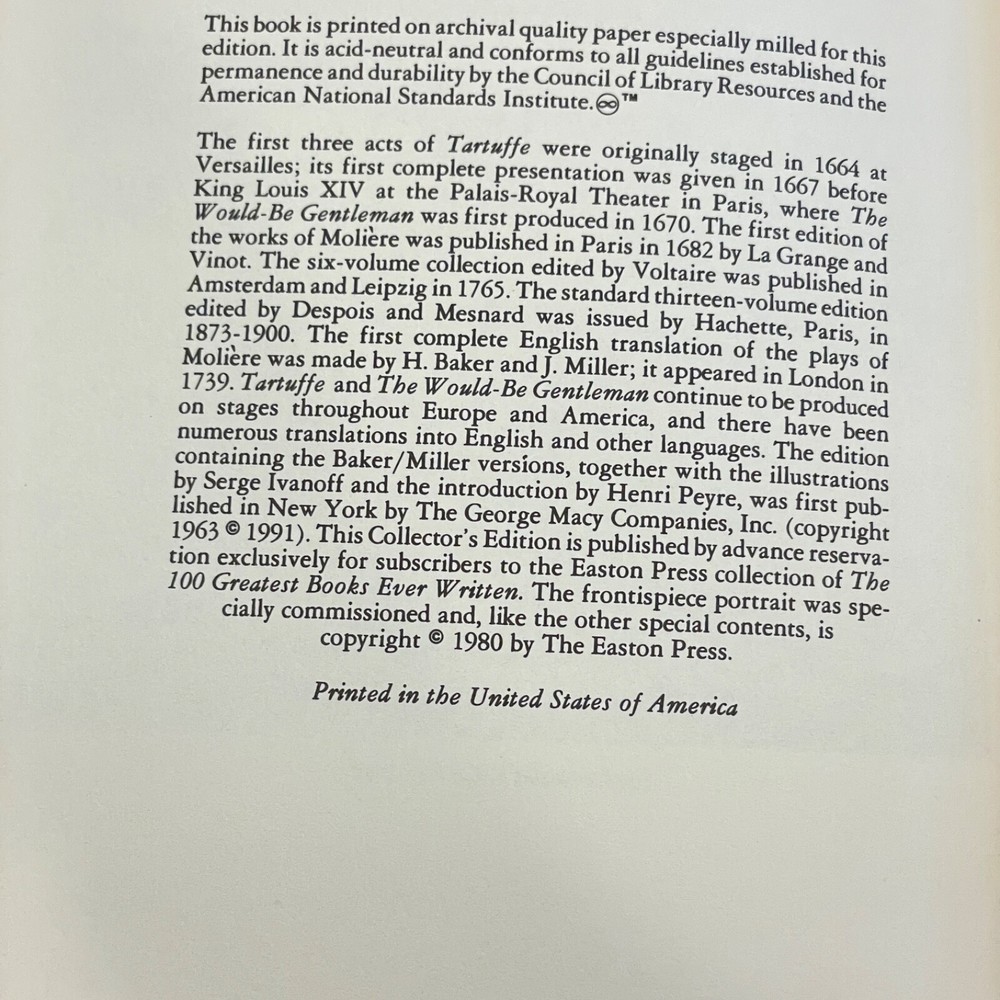 This book is printed on archival quality paper especially milled for this
edition. It is acid-neutral and conforms to all guidelines established for
permanence and durability by the Council of Library Resources and the
American National Standards Institute.♾™
The first three acts of Tartuffe were originally staged in 1664 at
Versailles; its first complete presentation was given in 1667 before
King Louis XIV at the Palais-Royal Theater in Paris, where The
Would-Be Gentleman was first produced in 1670. The first edition of
the works of Molière was published in Paris in 1682 by La Grange and
Vinot. The six-volume collection edited by Voltaire was published in
Amsterdam and Leipzig in 1765. The standard thirteen-volume edition
edited by Despois and Mesnard was issued by Hachette, Paris, in
1873-1900. The first complete English translation of the plays of
Molière was made by H. Baker and J. Miller; it appeared in London in
1739. Tartuffe and The Would-Be Gentleman continue to be produced
on stages throughout Europe and America, and there have been
numerous translations into English and other languages. The edition
containing the Baker/Miller versions, together with the illustrations
by Serge Ivanoff and the introduction by Henri Peyre, was first pub-
lished in New York by The George Macy Companies, Inc. (copyright
1963 © 1991). This Collector's Edition is published by advance reserva-
tion exclusively for subscribers to the Easton Press collection of The
100 Greatest Books Ever Written. The frontispiece portrait was spe-
cially commissioned and, like the other special contents, is
copyright © 1980 by The Easton Press.
Printed in the United States of America